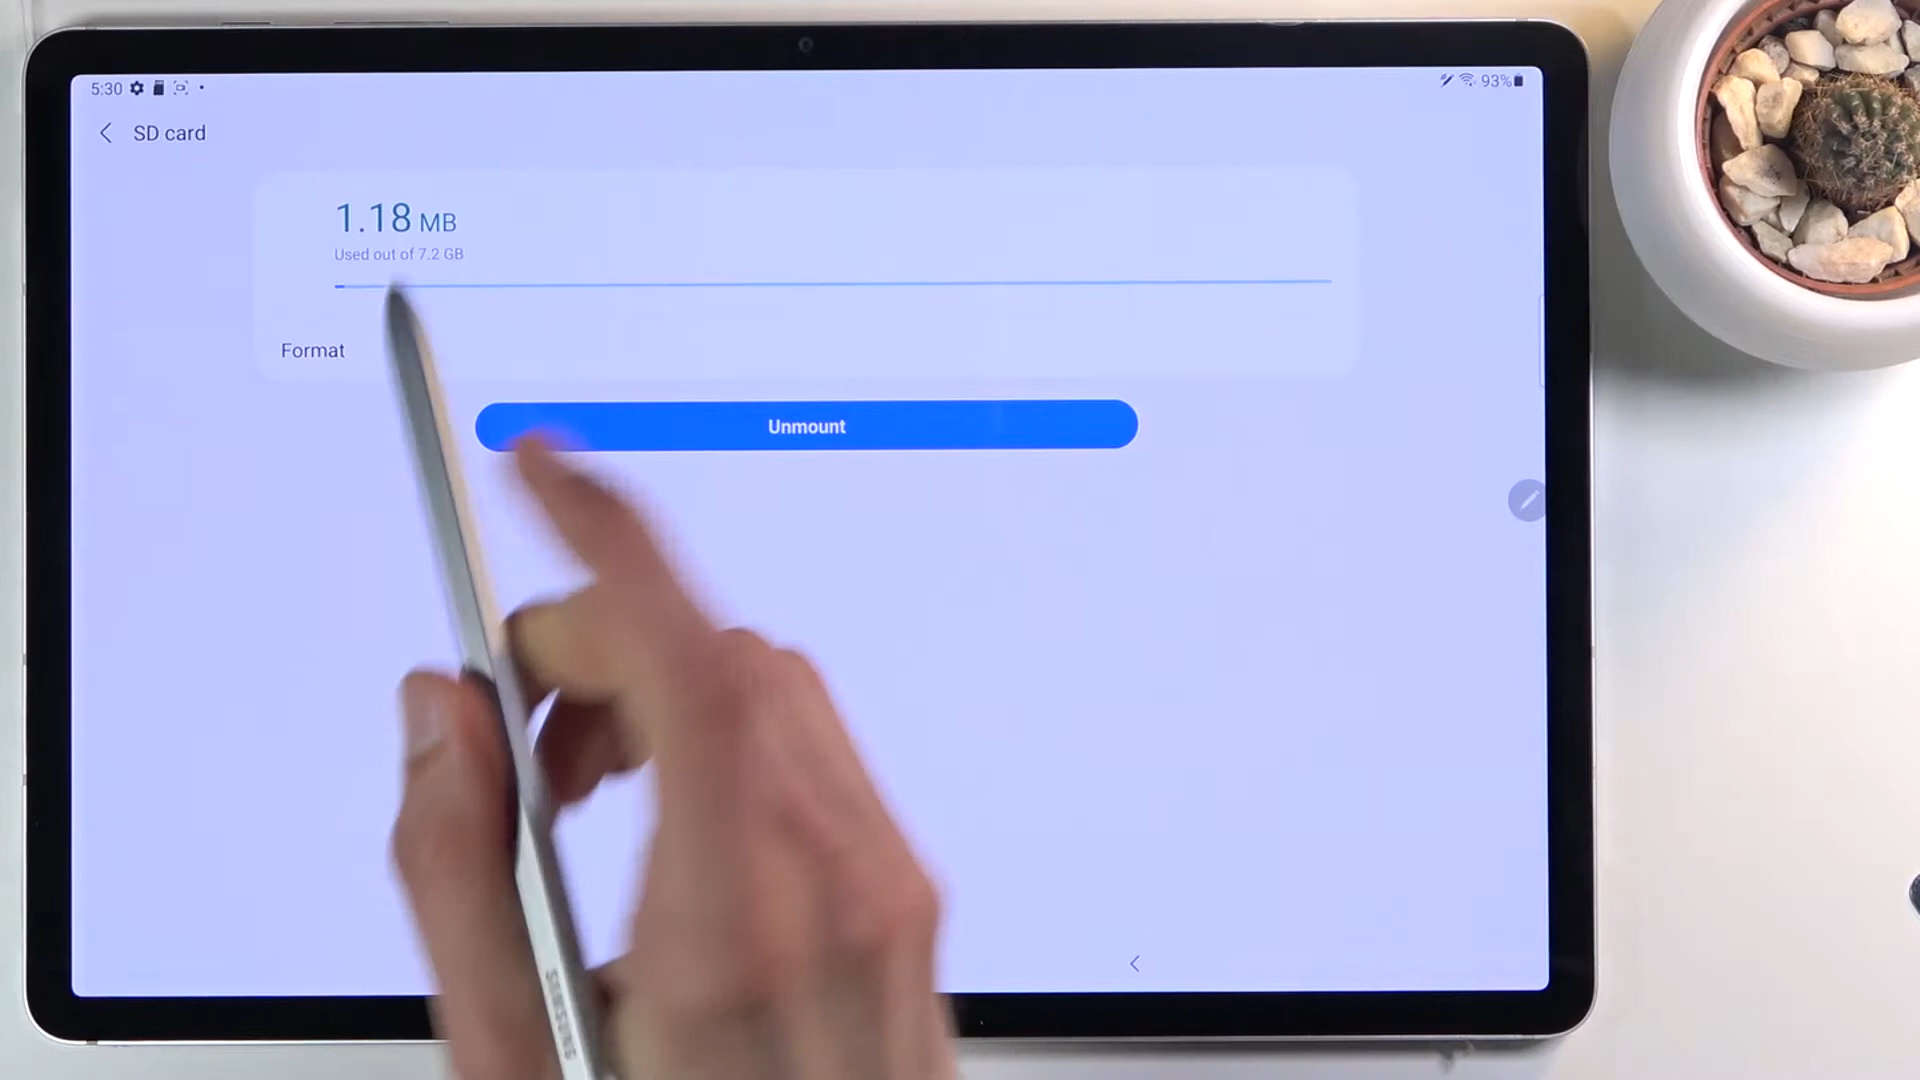 5:30
93%
SD card
1.18 MB
Used out of 7.2 GB
Format
Unmount
SAMSUNG